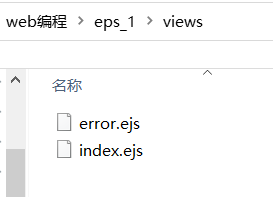 web编程 > eps_1 > views
名称
error.ejs
index.ejs